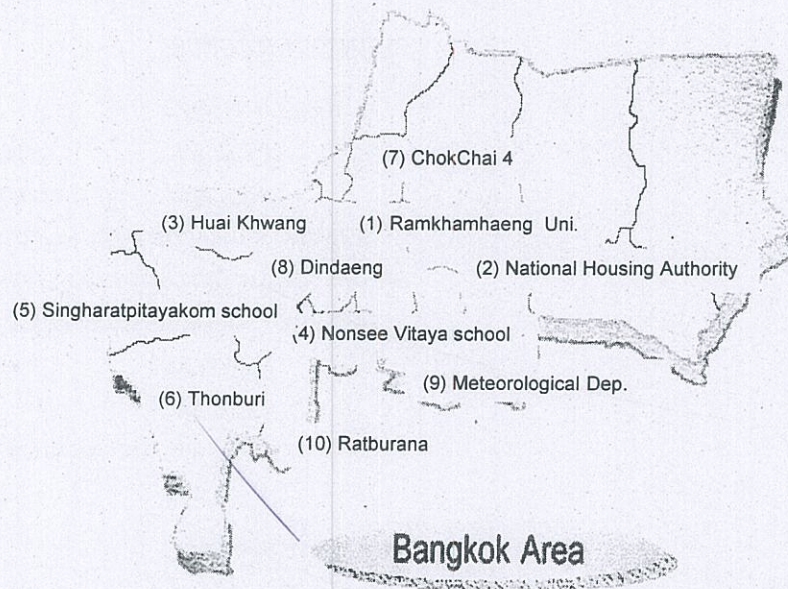 (7) ChokChai 4
(3) Huai Khwang
(1) Ramkhamhaeng Uni.
(8) Dindaeng
(2) National Housing Authority
(5) Singharatpitayakom school
(4) Nonsee Vitaya school
(9) Meteorological Dep.
(6) Thonburi
(10) Ratburana
Bangkok Area